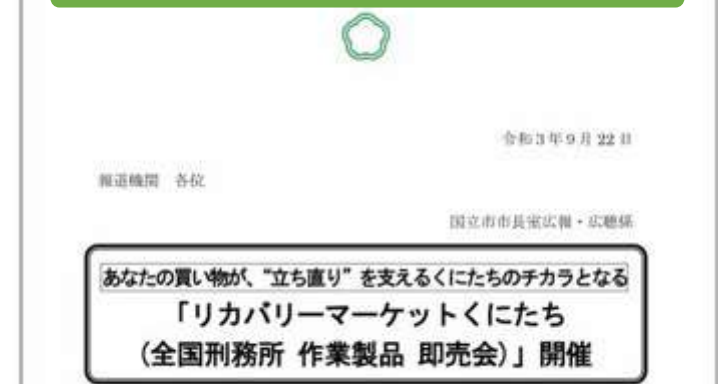 令和3年9月22日
報道機関 各位
国立市市長室広報・広聴係
あなたの買い物が、“立ち直り”を支えるくにたちのチカラとなる
「リカバリーマーケットくにたち
(全国刑務所 作業製品 即売会)」開催